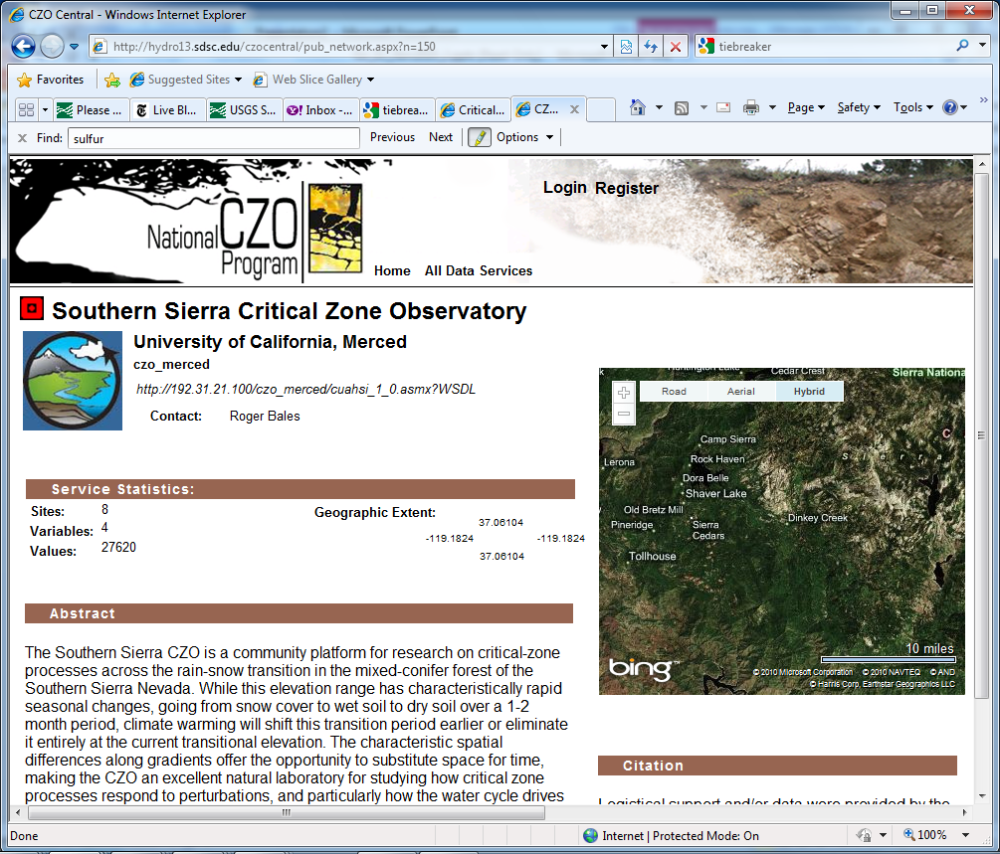 CZO Central - Windows Internet Explorer
http://hydro13.sdsc.edu/czocentral/pub_network.aspx?n=150
tiebreaker
Favorites Suggested Sites Web Slice Gallery
Please ... Live Bl... USGS S... Inbox -... tiebrea... Critical... CZ... Page Safety Tools
Find: sulfur Previous Next Options
Login Register
National CZO Program
Home All Data Services
Southern Sierra Critical Zone Observatory
University of California, Merced
czo_merced
http://192.31.21.100/czo_merced/cuahsi_1_0.asmx?WSDL
Contact: Roger Bales
Service Statistics:
Sites: 8
Variables: 4
Values: 27620
Geographic Extent:
37.06104
-119.1824 -119.1824
37.06104
Abstract
The Southern Sierra CZO is a community platform for research on critical-zone
processes across the rain-snow transition in the mixed-conifer forest of the
Southern Sierra Nevada. While this elevation range has characteristically rapid
seasonal changes, going from snow cover to wet soil to dry soil over a 1-2
month period, climate warming will shift this transition period earlier or eliminate
it entirely at the current transitional elevation. The characteristic spatial
differences along gradients offer the opportunity to substitute space for time,
making the CZO an excellent natural laboratory for studying how critical zone
processes respond to perturbations, and particularly how the water cycle drives
Huntington Lake
Cedar Crest
Sierra Nationa
Road Aerial Hybrid
Camp Sierra
C
Lerona
Rock Haven
S i e r r a
Dora Belle
Shaver Lake
Old Bretz Mill
Pineridge
Sierra
Cedars
Dinkey Creek
Tollhouse
10 miles
bing™
© 2010 Microsoft Corporation © 2010 NAVTEQ © AND
© Harris Corp, Earthstar Geographics LLC
Citation
Logistical support and/or data were provided by the
Done Internet | Protected Mode: On 100%